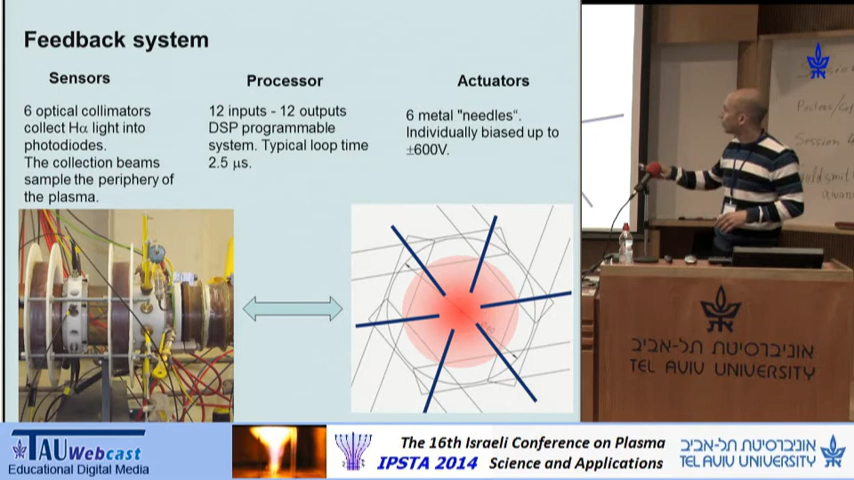 Feedback system
Sensors
6 optical collimators
collect Hα light into
photodiodes.
The collection beams
sample the periphery of
the plasma.
Processor
12 inputs - 12 outputs
DSP programmable
system. Typical loop time
2.5 μs.
Actuators
6 metal "needles“.
Individually biased up to
±600V.
Session
אוניברסיטת תל-אביב
TEL AVIV UNIVERSITY
TAU Webcast
Educational Digital Media
The 16th Israeli Conference on Plasma
IPSTA 2014 Science and Applications
אוניברסיטת תל-אביב
TEL AVIV UNIVERSITY